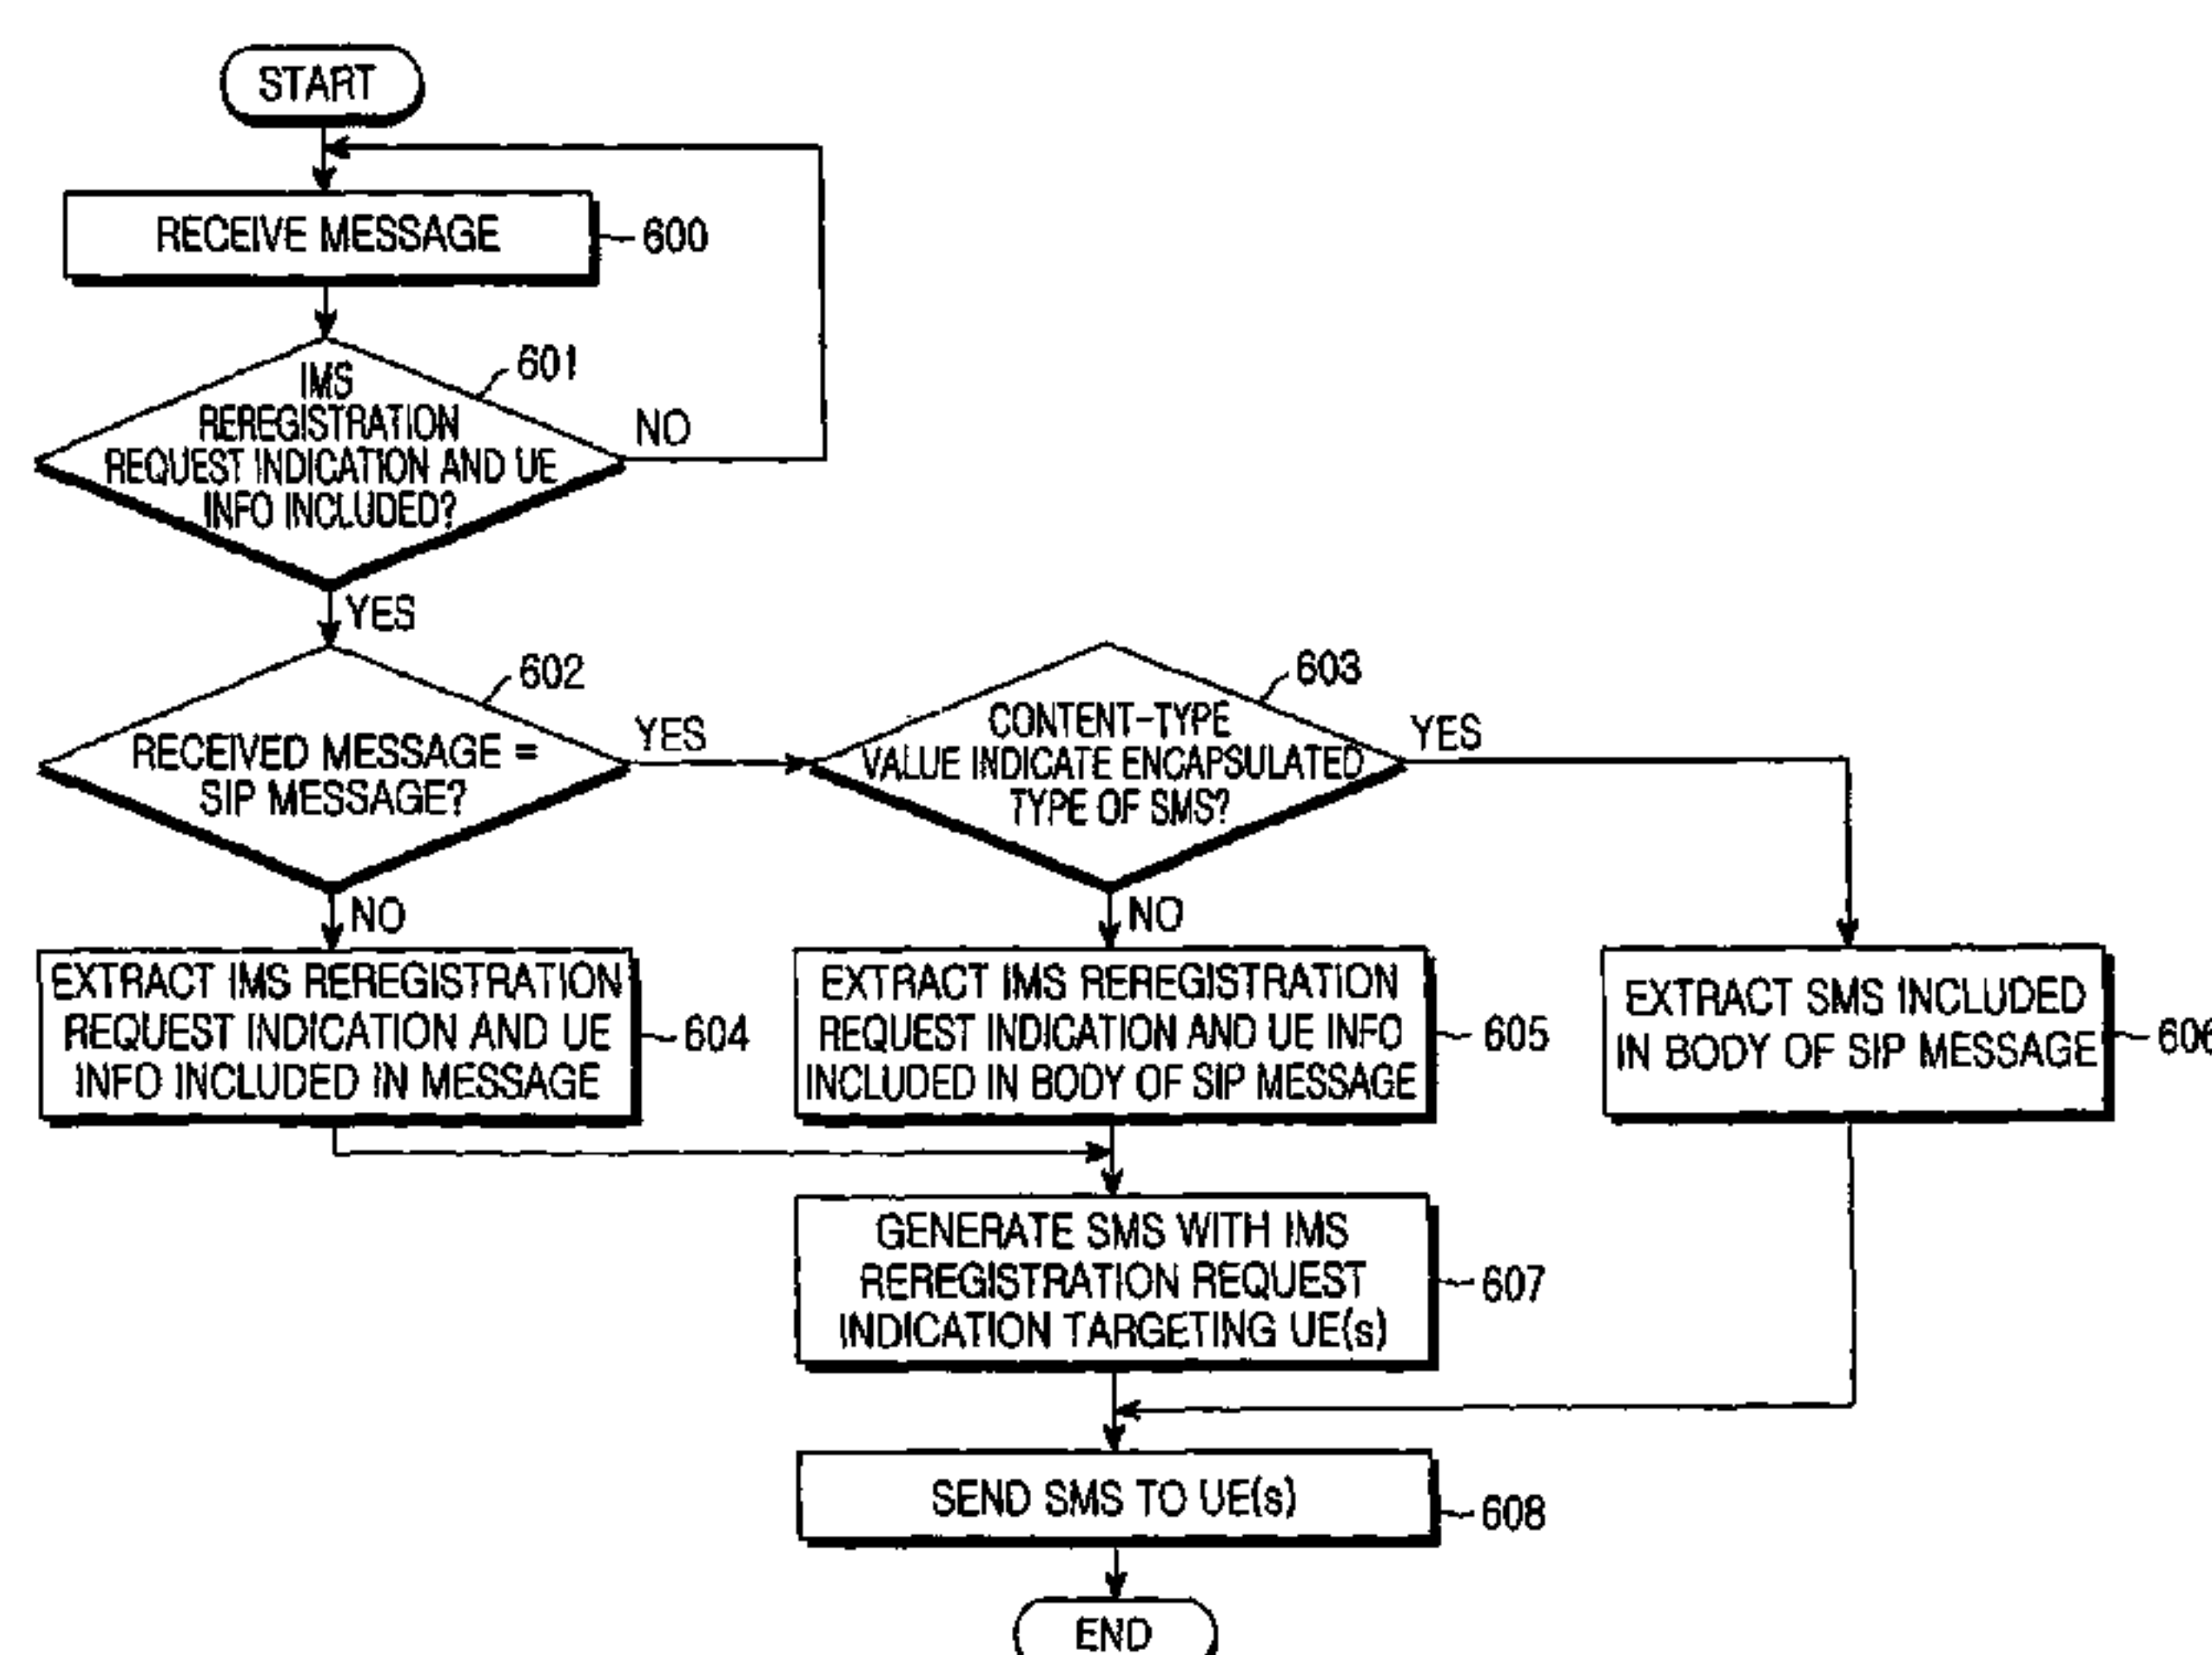 START
RECEIVE MESSAGE
600
IMS
REREGISTRATION
REQUEST INDICATION AND UE
INFO INCLUDED?
601
NO
YES
RECEIVED MESSAGE =
SIP MESSAGE?
602
YES
NO
CONTENT-TYPE
VALUE INDICATE ENCAPSULATED
TYPE OF SMS?
603
YES
NO
EXTRACT IMS REREGISTRATION
REQUEST INDICATION AND UE
INFO INCLUDED IN MESSAGE
604
EXTRACT IMS REREGISTRATION
REQUEST INDICATION AND UE INFO
INCLUDED IN BODY OF SIP MESSAGE
605
EXTRACT SMS INCLUDED
IN BODY OF SIP MESSAGE
606
GENERATE SMS WITH IMS
REREGISTRATION REQUEST
INDICATION TARGETING UE(s)
607
SEND SMS TO UE(s)
608
END